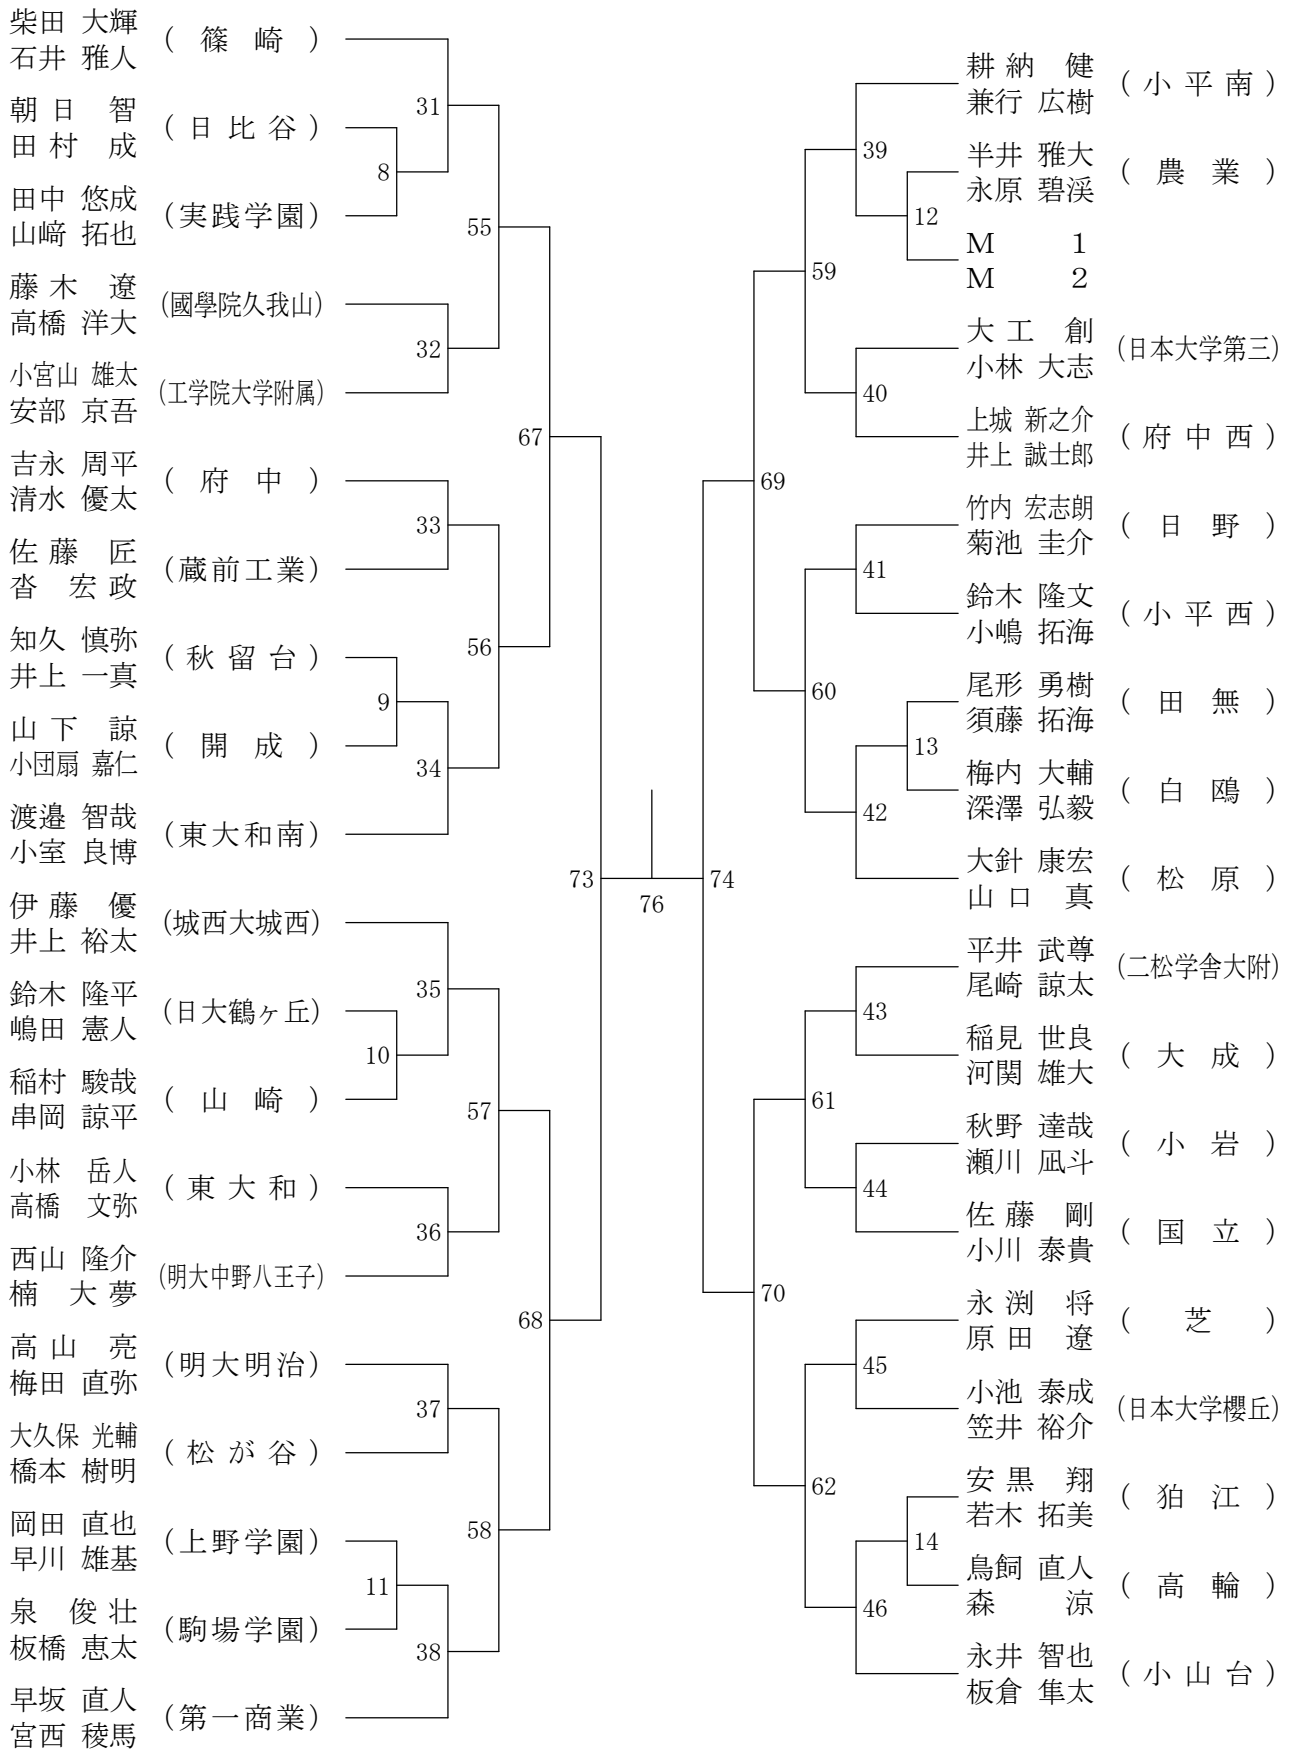 柴田 大輝
石井 雅人
(篠崎)
朝日 智
田村 成
(日比谷)
田中 悠成
山﨑 拓也
(実践学園)
藤木 遼
高橋 洋大
(國學院久我山)
小宮山 雄太
安部 京吾
(工学院大学附属)
吉永 周平
清水 優太
(府中)
佐藤 匠
沓 宏政
(蔵前工業)
知久 慎弥
井上 一真
(秋留台)
山下 諒
小団扇 嘉仁
(開成)
渡邉 智哉
小室 良博
(東大和南)
伊藤 優
井上 裕太
(城西大城西)
鈴木 隆平
嶋田 憲人
(日大鶴ヶ丘)
稲村 駿哉
串岡 諒平
(山崎)
小林 岳人
高橋 文弥
(東大和)
西山 隆介
楠 大夢
(明大中野八王子)
高山 亮
梅田 直弥
(明大明治)
大久保 光輔
橋本 樹明
(松が谷)
岡田 直也
早川 雄基
(上野学園)
泉 俊壮
板橋 恵太
(駒場学園)
早坂 直人
宮西 稜馬
(第一商業)
8
9
10
11
31
32
33
34
35
36
37
38
55
56
57
58
67
68
73
76
74
69
70
59
60
61
62
39
40
41
42
43
44
45
46
12
13
14
耕納 健
兼行 広樹
(小平南)
半井 雅大
永原 碧渓
(農業)
M 1
M 2
大工 創
小林 大志
(日本大学第三)
上城 新之介
井上 誠士郎
(府中西)
竹内 宏志朗
菊池 圭介
(日野)
鈴木 隆文
小嶋 拓海
(小平西)
尾形 勇樹
須藤 拓海
(田無)
梅内 大輔
深澤 弘毅
(白鴎)
大針 康宏
山口 真
(松原)
平井 武尊
尾崎 諒太
(二松学舎大附)
稲見 世良
河関 雄大
(大成)
秋野 達哉
瀬川 凪斗
(小岩)
佐藤 剛
小川 泰貴
(国立)
永渕 将
原田 遼
(芝)
小池 泰成
笠井 裕介
(日本大学櫻丘)
安黒 翔
若木 拓美
(狛江)
鳥飼 直人
森 涼
(高輪)
永井 智也
板倉 隼太
(小山台)